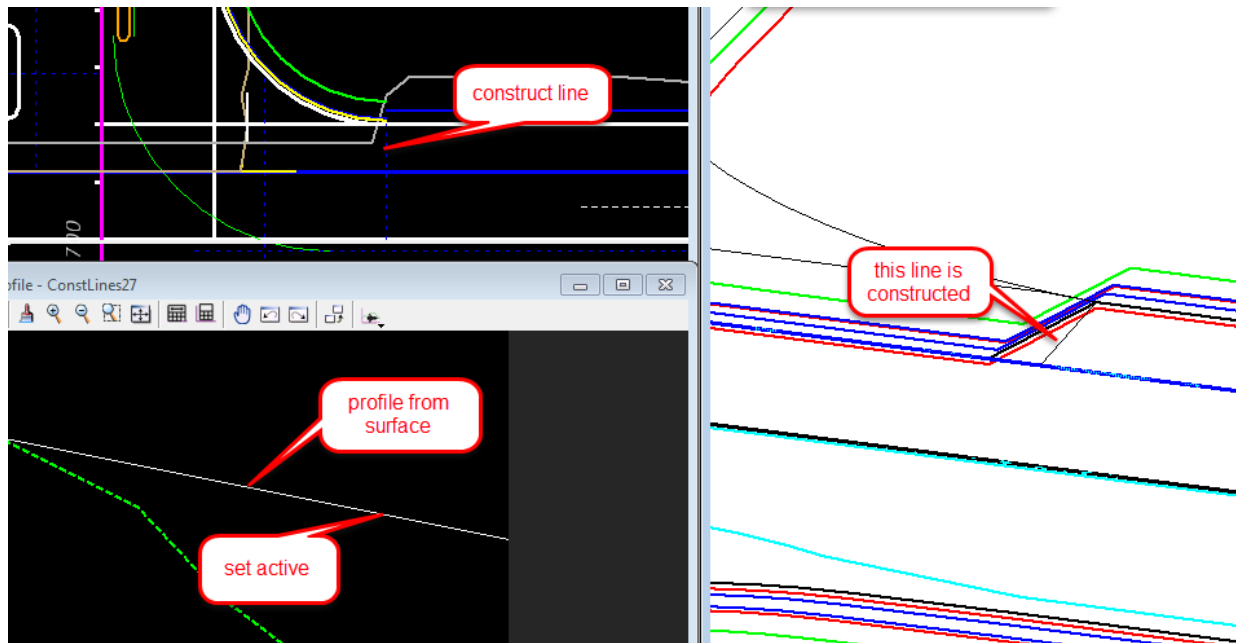 construct line
700
this line is
constructed
ofile - ConstLines27
profile from
surface
set active